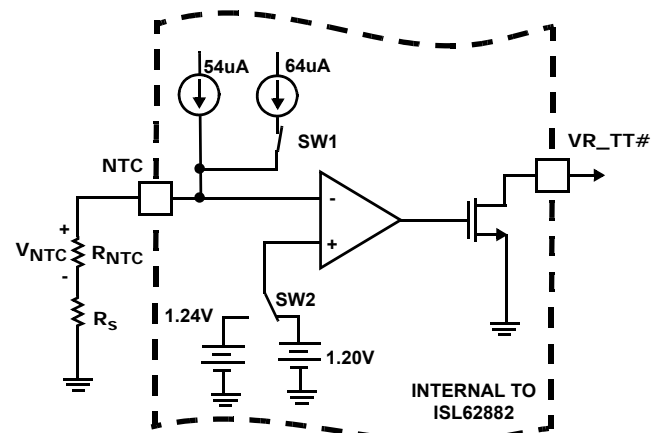 54uA 64uA
SW1
NTC
VR_TT#
-
+
+
VNTC RNTC
-
Rs
SW2
1.24V
1.20V
INTERNAL TO
ISL62882